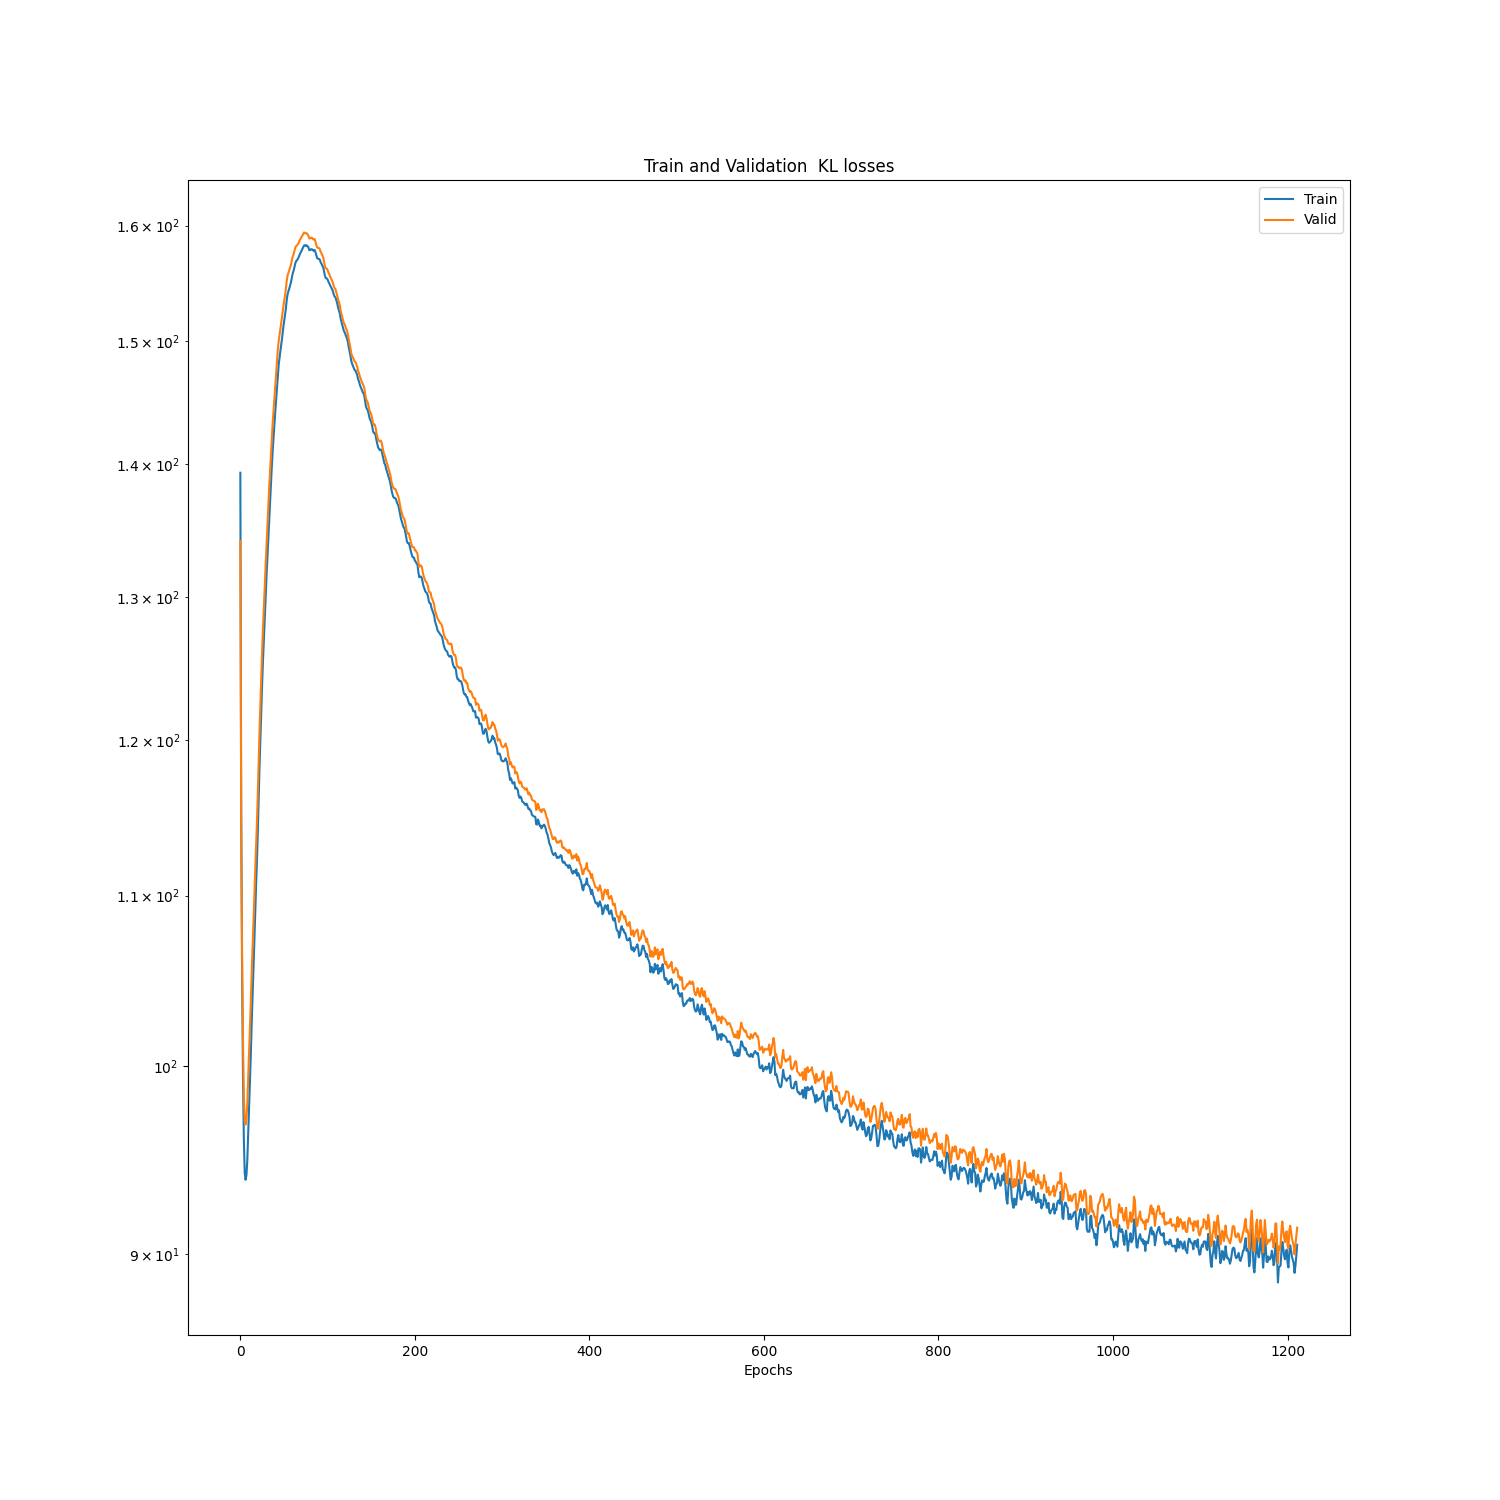 Train and Validation  KL losses
Train
Valid
1.6 × 10²
1.5 × 10²
1.4 × 10²
1.3 × 10²
1.2 × 10²
1.1 × 10²
10²
9 × 10¹
0 200 400 600 800 1000 1200
Epochs